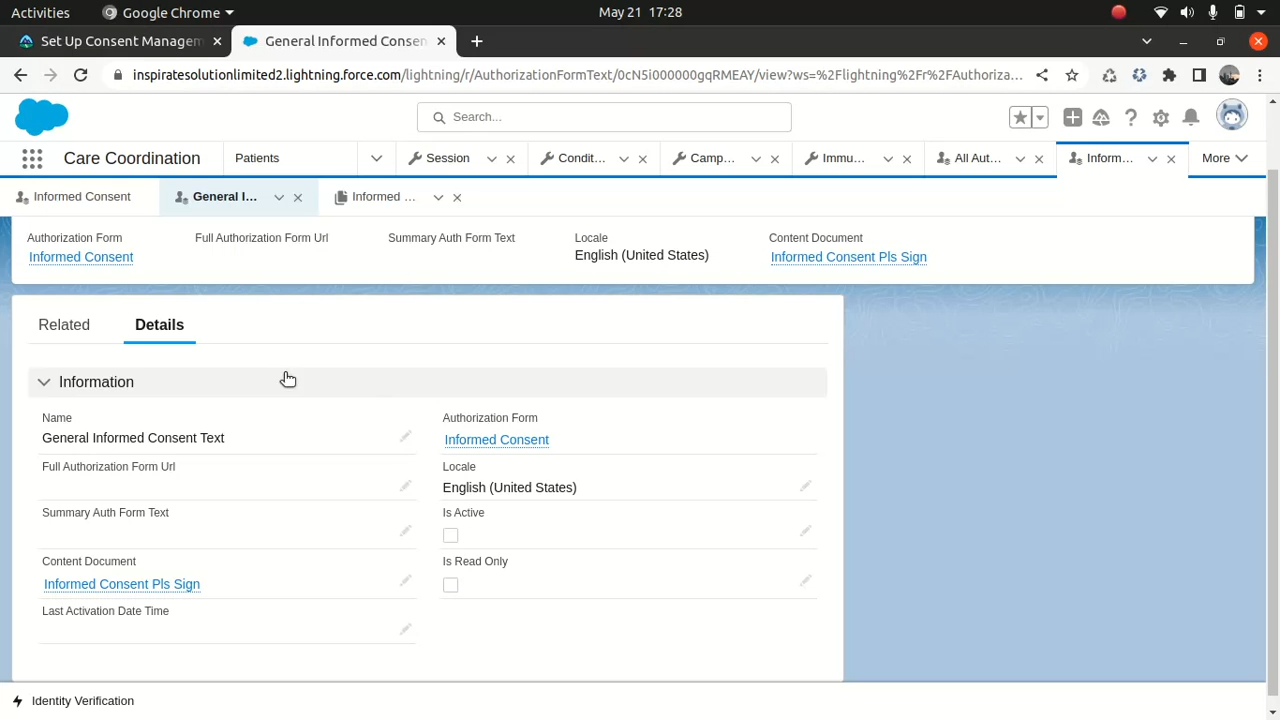 Activities
Google Chrome
May 21 17:28
Set Up Consent Managem
General Informed Consen
inspiratesolutionlimited2.lightning.force.com/lightning/r/AuthorizationFormText/0cN5i000000gqRMEAY/view?ws=%2Flightning%2Fr%2FAuthoriza...
Search...
Care Coordination
Patients
Session
Condit...
Camp...
Immu...
All Aut...
Inform...
More
Informed Consent
General I...
Informed ...
Authorization Form
Full Authorization Form Url
Summary Auth Form Text
Locale
Content Document
Informed Consent
English (United States)
Informed Consent Pls Sign
Related
Details
Information
Name
General Informed Consent Text
Authorization Form
Informed Consent
Full Authorization Form Url
Locale
English (United States)
Summary Auth Form Text
Is Active
Content Document
Informed Consent Pls Sign
Is Read Only
Last Activation Date Time
Identity Verification